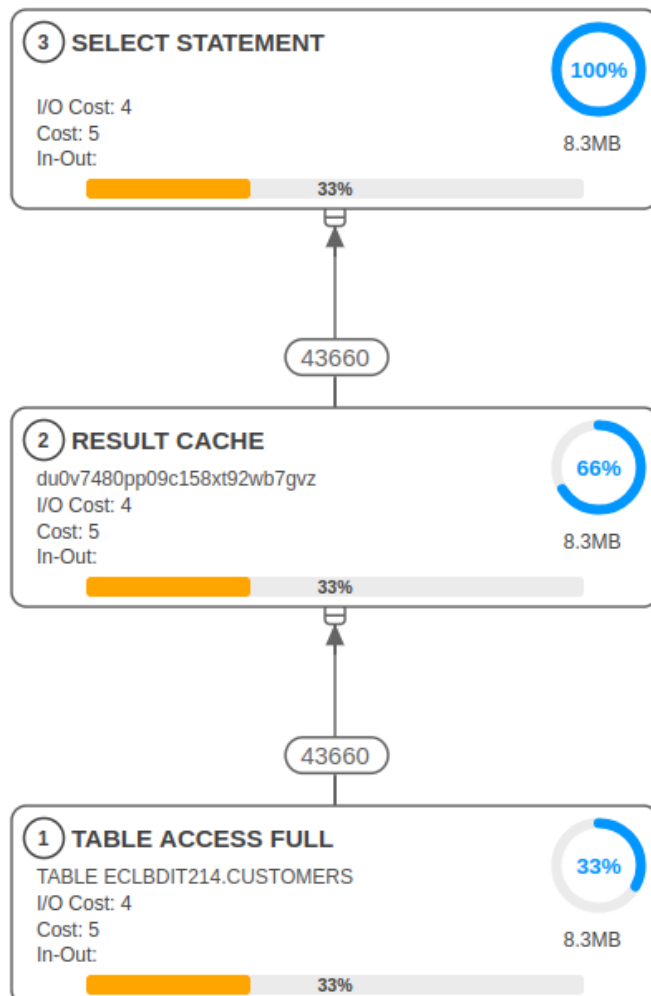 3 SELECT STATEMENT
100%
I/O Cost: 4
Cost: 5
8.3MB
In-Out:
33%
43660
2 RESULT CACHE
du0v7480pp09c158xt92wb7gvz
66%
I/O Cost: 4
Cost: 5
8.3MB
In-Out:
33%
43660
1 TABLE ACCESS FULL
TABLE ECLBDIT214.CUSTOMERS
33%
I/O Cost: 4
Cost: 5
8.3MB
In-Out:
33%